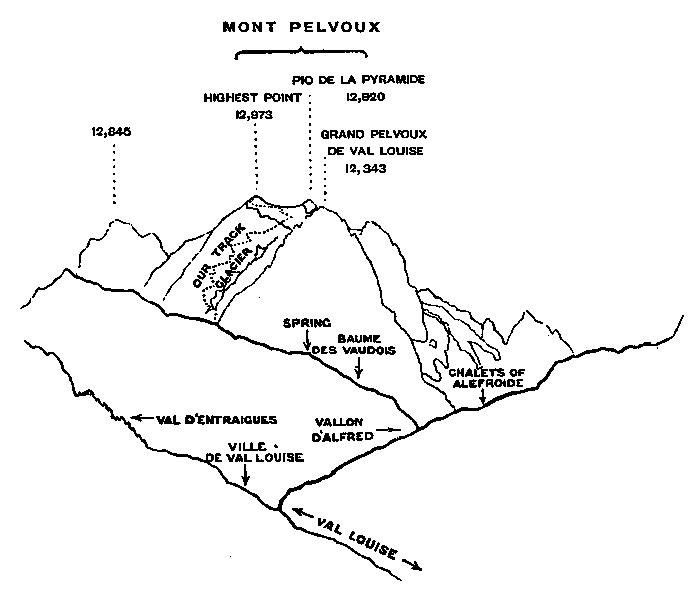 MONT PELVOUX
PIO DE LA PYRAMIDE
12,920
HIGHEST POINT
12,973
12,845
GRAND PELVOUX
DE VAL LOUISE
12,343
OUR TRACK
GLACIER
SPRING
BAUME
DES VAUDOIS
CHALETS OF
ALEFROIDE
VAL D'ENTRAIGUES
VALLON
D'ALFRED
VILLE
DE VAL LOUISE
VAL LOUISE